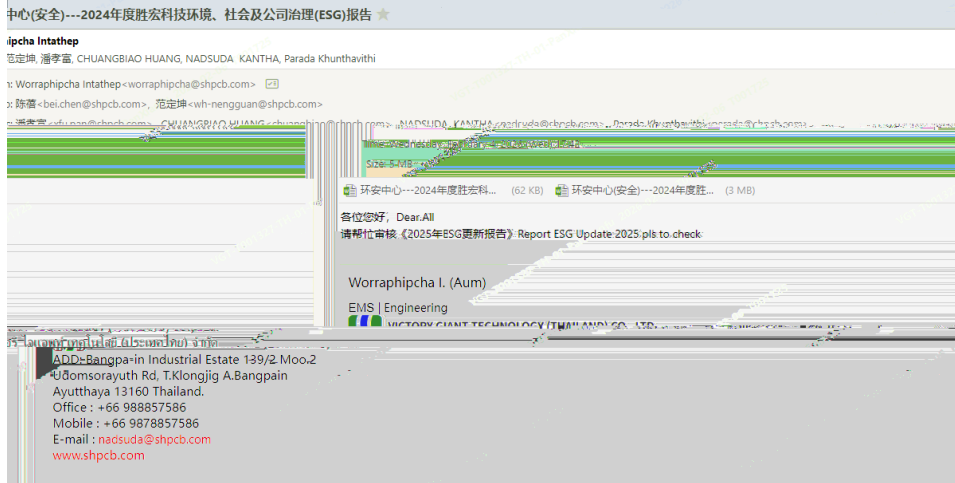 中心(安全)---2024年度胜宏科技环境、社会及公司治理(ESG)报告
hipcha Intathep
范定坤, 潘孝富, CHUANGBIAO HUANG, NADSUDA KANTHA, Parada Khunthavithi
: Worraphipcha Intathep<worraphipcha@shpcb.com>
: 陈蓓<bei.chen@shpcb.com>, 范定坤<wh-nengguan@shpcb.com>
CHUANGBIAO HUANG NADSUDA KANTHA
Size: 5 MB
环安中心---2024年度胜宏科... (62 KB) 环安中心(安全)---2024年度胜... (3 MB)
各位您好，Dear.All
请帮忙审核《2025年ESG更新报告》Report ESG Update 2025.pls to check
Worraphipcha I. (Aum)
EMS | Engineering
VICTORY GIANT TECHNOLOGY (THAILAND) CO., LTD.
ADD: Bangpa-in Industrial Estate 139/2 Moo.2
Udomsorayuth Rd, T.Klongjig A.Bangpain
Ayutthaya 13160 Thailand.
Office : +66 988857586
Mobile : +66 9878857586
E-mail : nadsuda@shpcb.com
www.shpcb.com